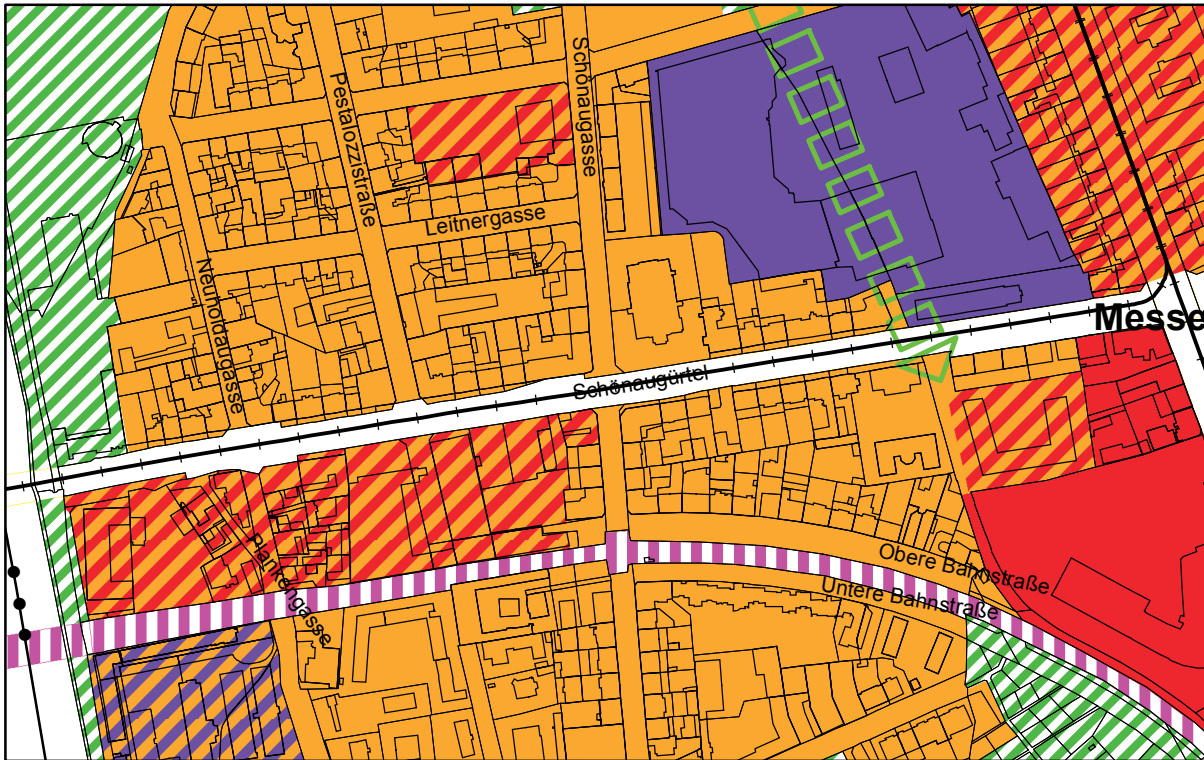 Schönaugasse
Pestalozzistraße
Leitnergasse
Neuholdaugasse
Messe
Schönaugürtel
Plankengasse
Obere Bahnstraße
Untere Bahnstraße